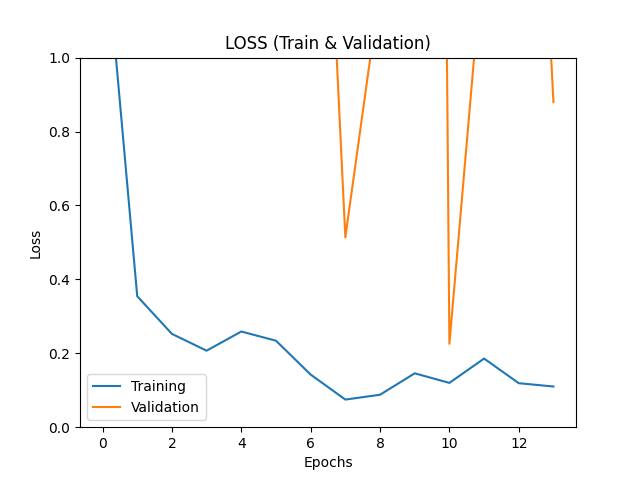 LOSS (Train & Validation)
1.0
0.8
0.6
0.4
0.2
0.0
Loss
Training
Validation
0 2 4 6 8 10 12
Epochs